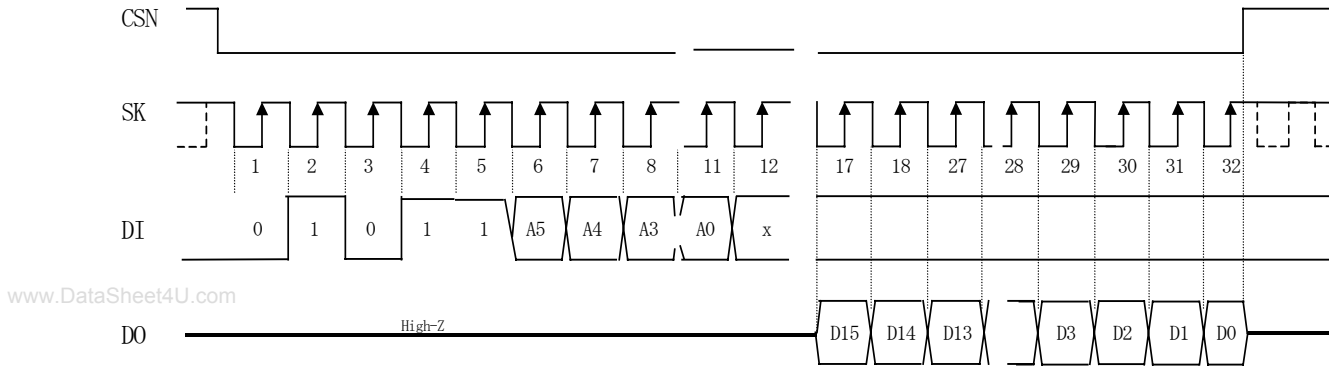 CSN
SK
1 2 3 4 5 6 7 8 11 12 17 18 27 28 29 30 31 32
DI 0 1 0 1 1 A5 A4 A3 A0 x
www.DataSheet4U.com
High-Z
DO D15 D14 D13 D3 D2 D1 D0